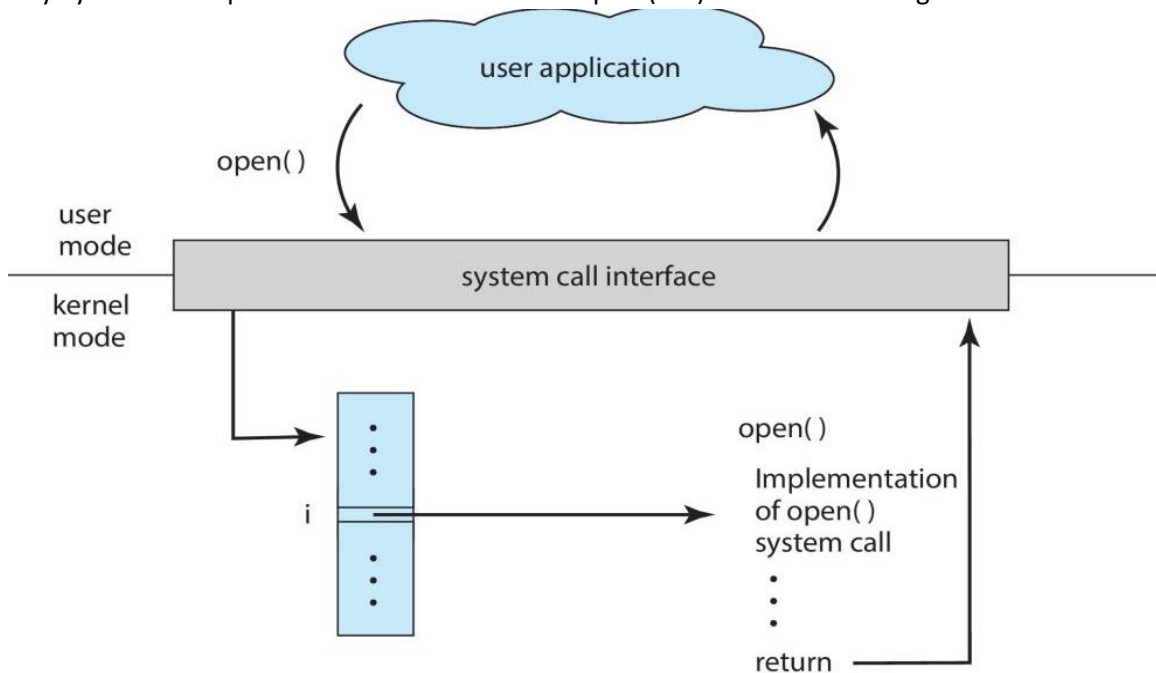 user application
open( )
user
mode
system call interface
kernel
mode
open( )
Implementation
of open( )
system call
i
return